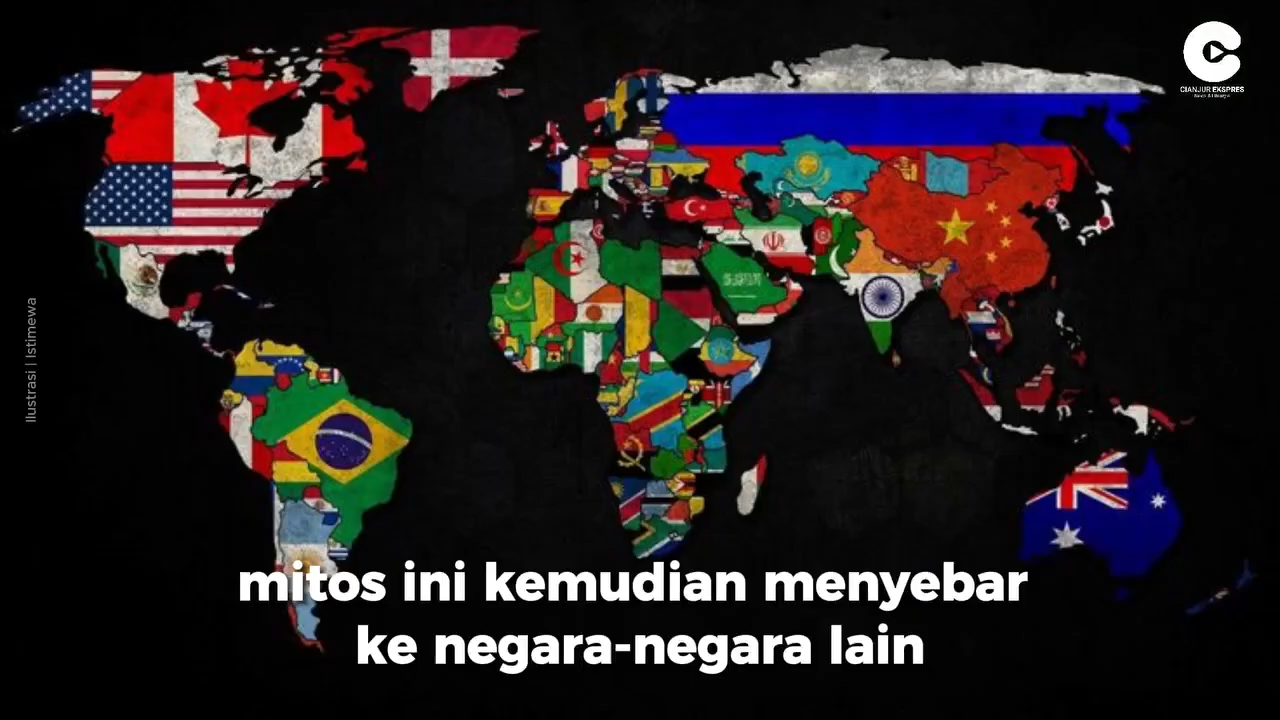 CIANJUR EKSPRES
Ilustrasi | Istimewa
mitos ini kemudian menyebar
ke negara-negara lain